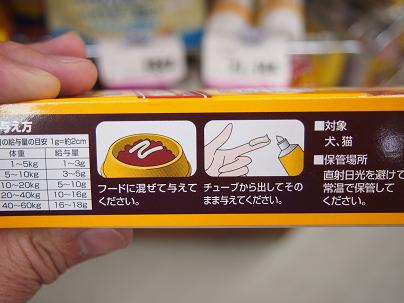 与え方
の給与量の目安 1g=約2cm
体重 給与量
1〜5kg 1〜3g
5〜10kg 3〜5g
10〜20kg 5〜10g
20〜40kg 10〜16g
40〜60kg 16〜18g
フードに混ぜて与えて
ください。
チューブから出してそのまま
与えてください。
■対象
犬、猫
■保管場所
直射日光を避けて
常温で保管して
ください。